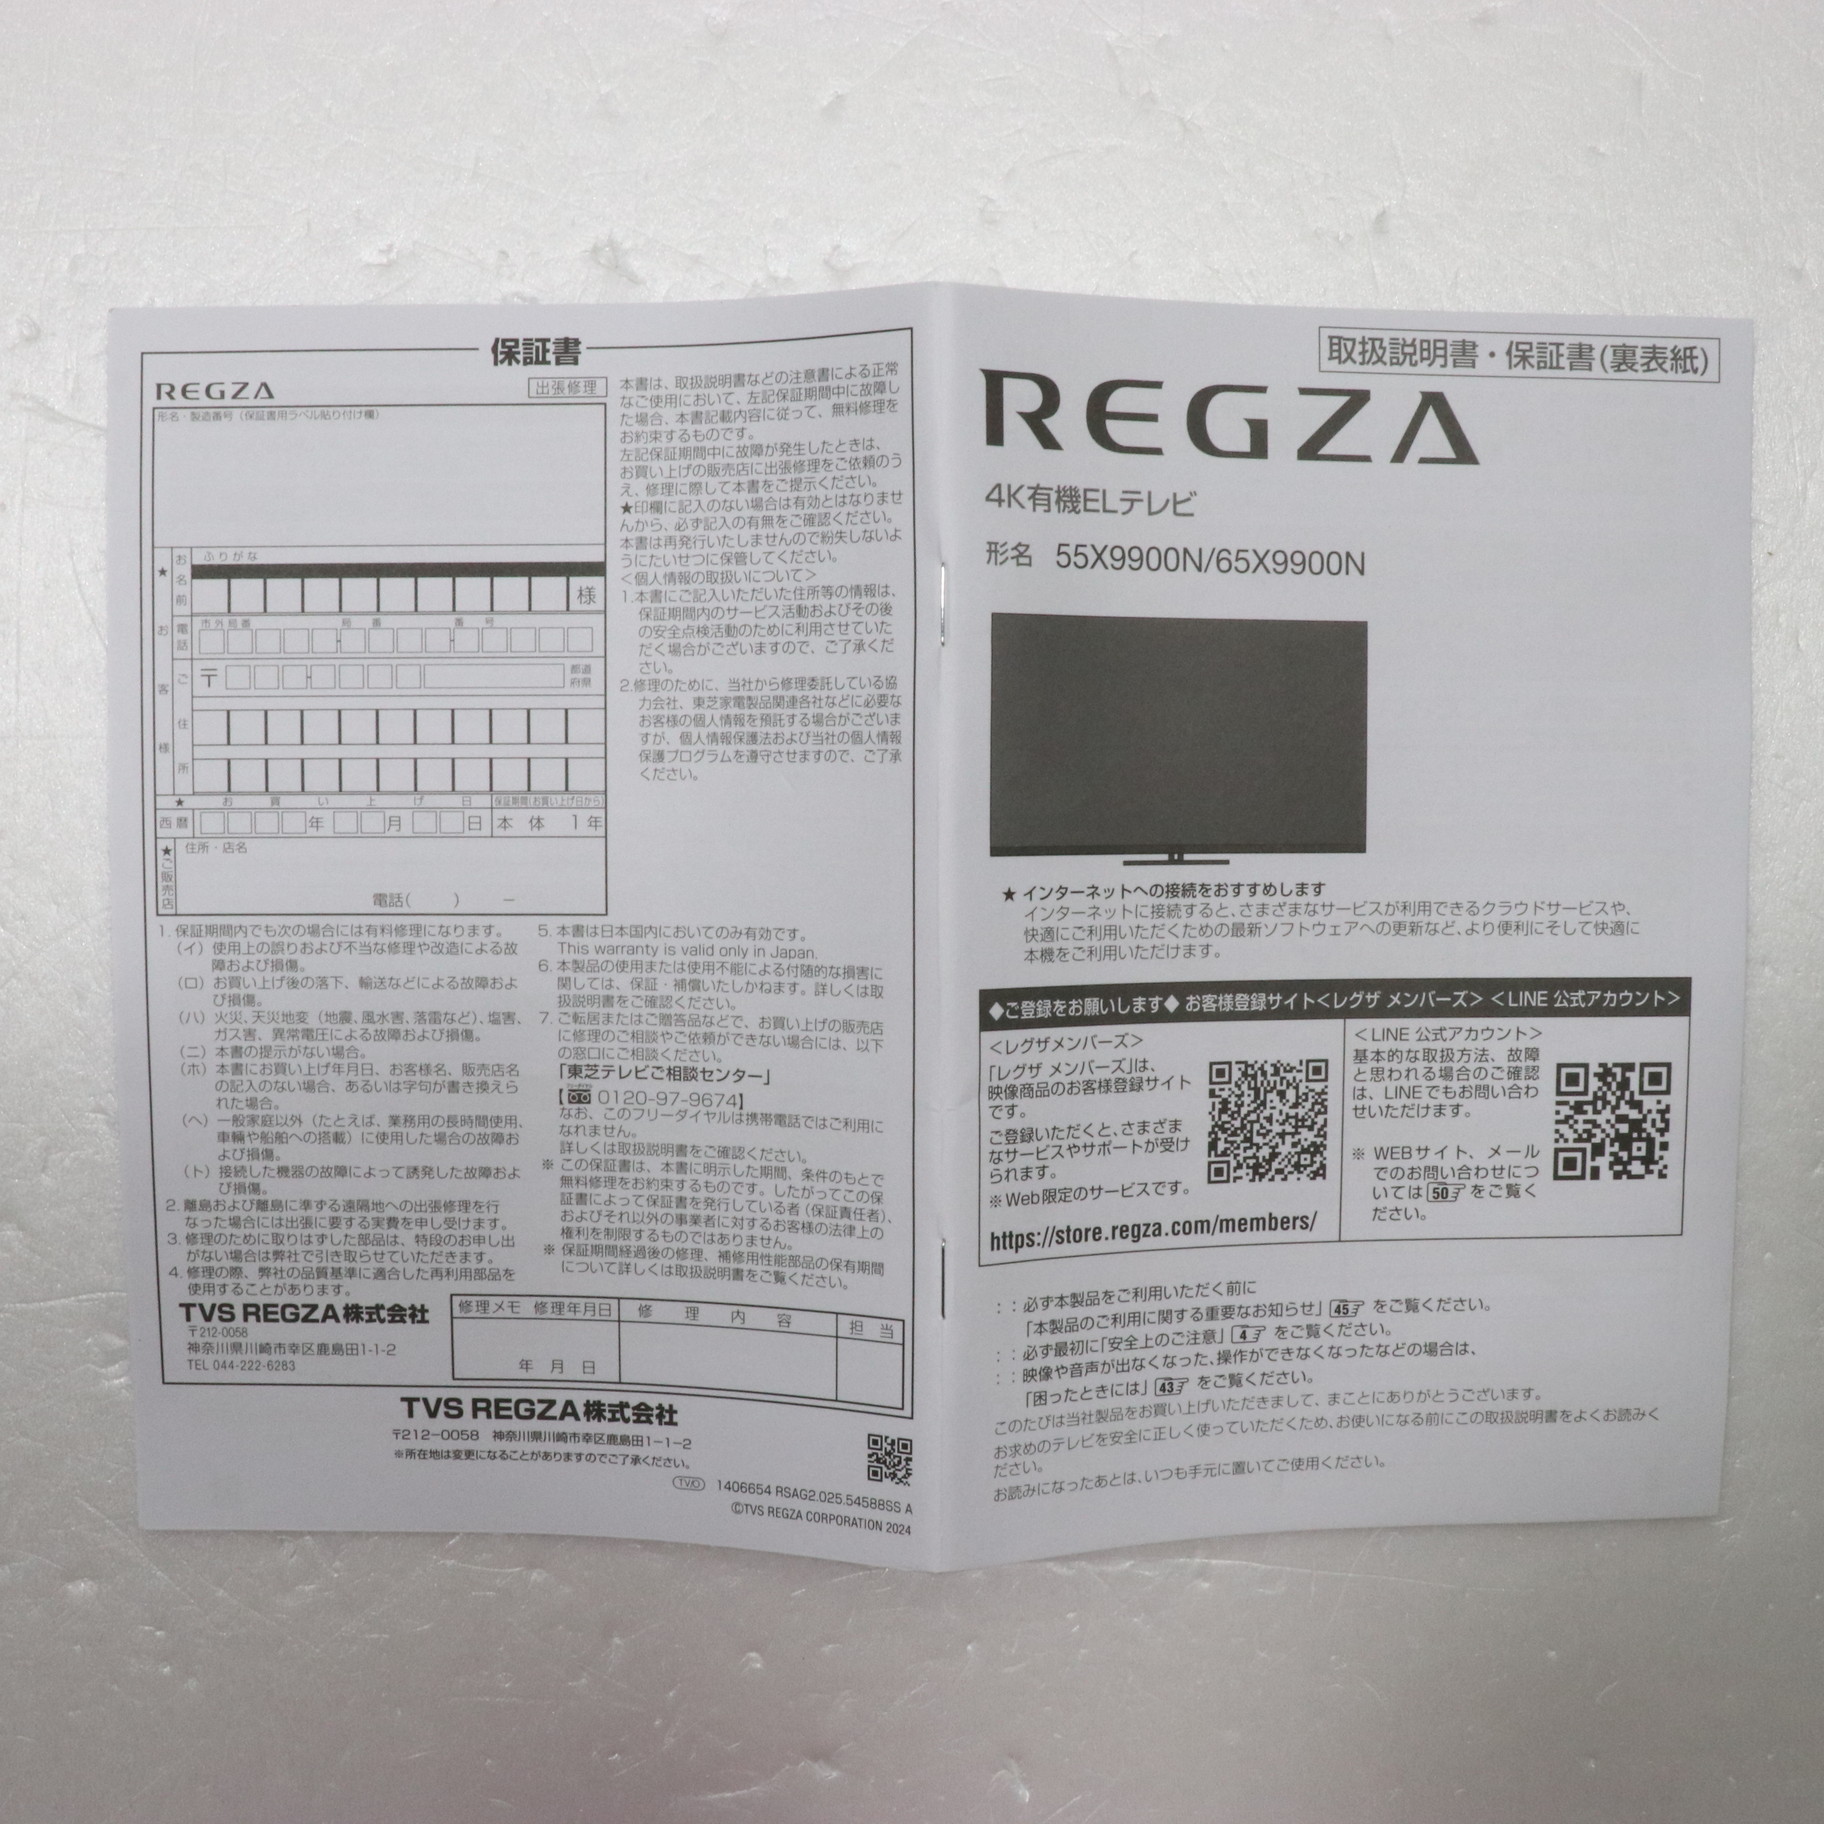 保証書
REGZA
出張修理
形名・製造番号（保証書用ラベル貼り付け欄）
★
お客様
お名前
ふりがな
様
電話
市外局番 局番 番号
ご住所
〒
都道
府県
★ お買い上げ日
保証期間(お買い上げ日から)
西暦 年 月 日 本体 1年
★ご販売店
住所・店名
電話( ) －
本書は、取扱説明書などの注意書による正常
なご使用において、左記保証期間中に故障し
た場合、本書記載内容に従って、無料修理を
お約束するものです。
左記保証期間中に故障が発生したときは、
お買い上げの販売店に出張修理をご依頼のう
え、修理に際して本書をご提示ください。
★印欄に記入のない場合は有効とはなりませ
んから、必ず記入の有無をご確認ください。
本書は再発行いたしませんので紛失しないよ
うにたいせつに保管してください。
＜個人情報の取扱いについて＞
1.本書にご記入いただいた住所等の情報は、
保証期間内のサービス活動およびその後
の安全点検活動のために利用させていた
だく場合がございますので、ご了承くだ
さい。
2.修理のために、当社から修理委託している協
力会社、東芝家電製品関連各社などに必要な
お客様の個人情報を預託する場合がございま
すが、個人情報保護法および当社の個人情報
保護プログラムを遵守させますので、ご了承
ください。
1. 保証期間内でも次の場合には有料修理になります。
（イ）使用上の誤りおよび不当な修理や改造による故
障および損傷。
（ロ）お買い上げ後の落下、輸送などによる故障およ
び損傷。
（ハ）火災、天災地変（地震、風水害、落雷など）、塩害、
ガス害、異常電圧による故障および損傷。
（ニ）本書の提示がない場合。
（ホ）本書にお買い上げ年月日、お客様名、販売店名
の記入のない場合、あるいは字句が書き換えら
れた場合。
（ヘ）一般家庭以外（たとえば、業務用の長時間使用、
車輛や船舶への搭載）に使用した場合の故障お
よび損傷。
（ト）接続した機器の故障によって誘発した故障およ
び損傷。
2. 離島および離島に準ずる遠隔地への出張修理を行
なった場合には出張に要する実費を申し受けます。
3. 修理のために取りはずした部品は、特段のお申し出
がない場合は弊社で引き取らせていただきます。
4. 修理の際、弊社の品質基準に適合した再利用部品を
使用することがあります。
5. 本書は日本国内においてのみ有効です。
This warranty is valid only in Japan.
6. 本製品の使用または使用不能による付随的な損害に
関しては、保証・補償いたしかねます。詳しくは取
扱説明書をご確認ください。
7. ご転居またはご贈答品などで、お買い上げの販売店
に修理のご相談やご依頼ができない場合には、以下
の窓口にご相談ください。
「東芝テレビご相談センター」
【フリーダイヤル 0120-97-9674】
なお、このフリーダイヤルは携帯電話ではご利用に
なれません。
詳しくは取扱説明書をご確認ください。
※ この保証書は、本書に明示した期間、条件のもとで
無料修理をお約束するものです。したがってこの保
証書によって保証書を発行している者（保証責任者）、
およびそれ以外の事業者に対するお客様の法律上の
権利を制限するものではありません。
※ 保証期間経過後の修理、補修用性能部品の保有期間
について詳しくは取扱説明書をご覧ください。
TVS REGZA株式会社
〒212-0058
神奈川県川崎市幸区鹿島田1-1-2
TEL 044-222-6283
修理メモ 修理年月日 修理内容 担当
年 月 日
TVS REGZA株式会社
〒212−0058 神奈川県川崎市幸区鹿島田1−1−2
※所在地は変更になることがありますのでご了承ください。
TV/D 1406654 RSAG2.025.54588SS A
©TVS REGZA CORPORATION 2024
取扱説明書・保証書(裏表紙)
REGZA
4K有機ELテレビ
形名 55X9900N/65X9900N
★ インターネットへの接続をおすすめします
インターネットに接続すると、さまざまなサービスが利用できるクラウドサービスや、
快適にご利用いただくための最新ソフトウェアへの更新など、より便利にそして快適に
本機をご利用いただけます。
◆ご登録をお願いします◆ お客様登録サイト＜レグザ メンバーズ＞ ＜LINE 公式アカウント＞
＜レグザメンバーズ＞
「レグザ メンバーズ」は、
映像商品のお客様登録サイト
です。
ご登録いただくと、さまざま
なサービスやサポートが受け
られます。
※Web限定のサービスです。
https://store.regza.com/members/
＜LINE 公式アカウント＞
基本的な取扱方法、故障
と思われる場合のご確認
は、LINEでもお問い合わ
せいただけます。
※ WEBサイト、メール
でのお問い合わせにつ
いては 50 をご覧く
ださい。
：：必ず本製品をご利用いただく前に
「本製品のご利用に関する重要なお知らせ」 45 をご覧ください。
：：必ず最初に「安全上のご注意」 4 をご覧ください。
：：映像や音声が出なくなった、操作ができなくなったなどの場合は、
「困ったときには」 43 をご覧ください。
このたびは当社製品をお買い上げいただきまして、まことにありがとうございます。
お求めのテレビを安全に正しく使っていただくため、お使いになる前にこの取扱説明書をよくお読みく
ださい。
お読みになったあとは、いつも手元に置いてご使用ください。